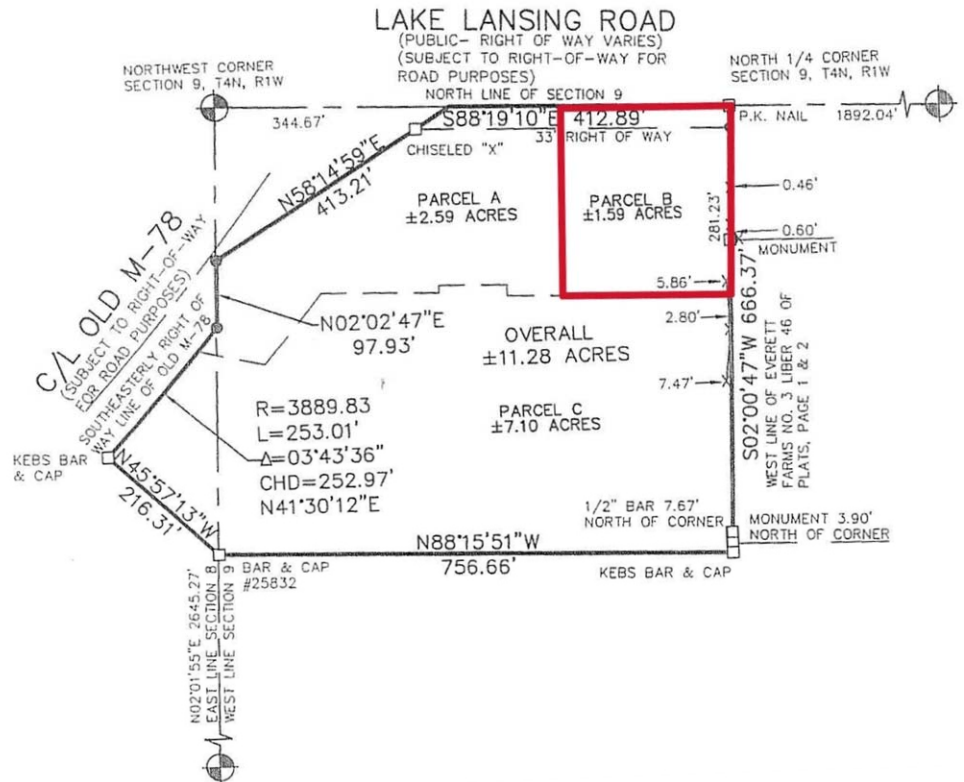 LAKE LANSING ROAD
(PUBLIC- RIGHT OF WAY VARIES)
(SUBJECT TO RIGHT-OF-WAY FOR
ROAD PURPOSES)
NORTH LINE OF SECTION 9
NORTHWEST CORNER
SECTION 9, T4N, R1W
NORTH 1/4 CORNER
SECTION 9, T4N, R1W
344.67'
S88°19'10"E 412.89'
P.K. NAIL
1892.04'
CHISELED "X"
33' RIGHT OF WAY
N58°14'59"E
413.21'
PARCEL A
±2.59 ACRES
PARCEL B
±1.59 ACRES
281.23'
0.46'
0.60'
MONUMENT
5.86'
2.80'
7.47'
C/L OLD M-78
(SUBJECT TO RIGHT-OF-WAY
FOR ROAD PURPOSES)
SOUTHEASTERLY RIGHT OF
WAY LINE OF OLD M-78
N02°02'47"E
97.93'
OVERALL
±11.28 ACRES
S02°00'47"W 666.37'
WEST LINE OF EVERETT
FARMS NO. 3 LIBER 46 OF
PLATS, PAGE 1 & 2
R=3889.83
L=253.01'
Δ=03°43'36"
CHD=252.97'
N41°30'12"E
PARCEL C
±7.10 ACRES
KEBS BAR
& CAP
N45°57'13"W
216.31'
1/2" BAR 7.67'
NORTH OF CORNER
MONUMENT 3.90'
NORTH OF CORNER
N88°15'51"W
756.66'
BAR & CAP
#25832
KEBS BAR & CAP
N02°01'55"E 2645.27'
EAST LINE SECTION 8
WEST LINE SECTION 9